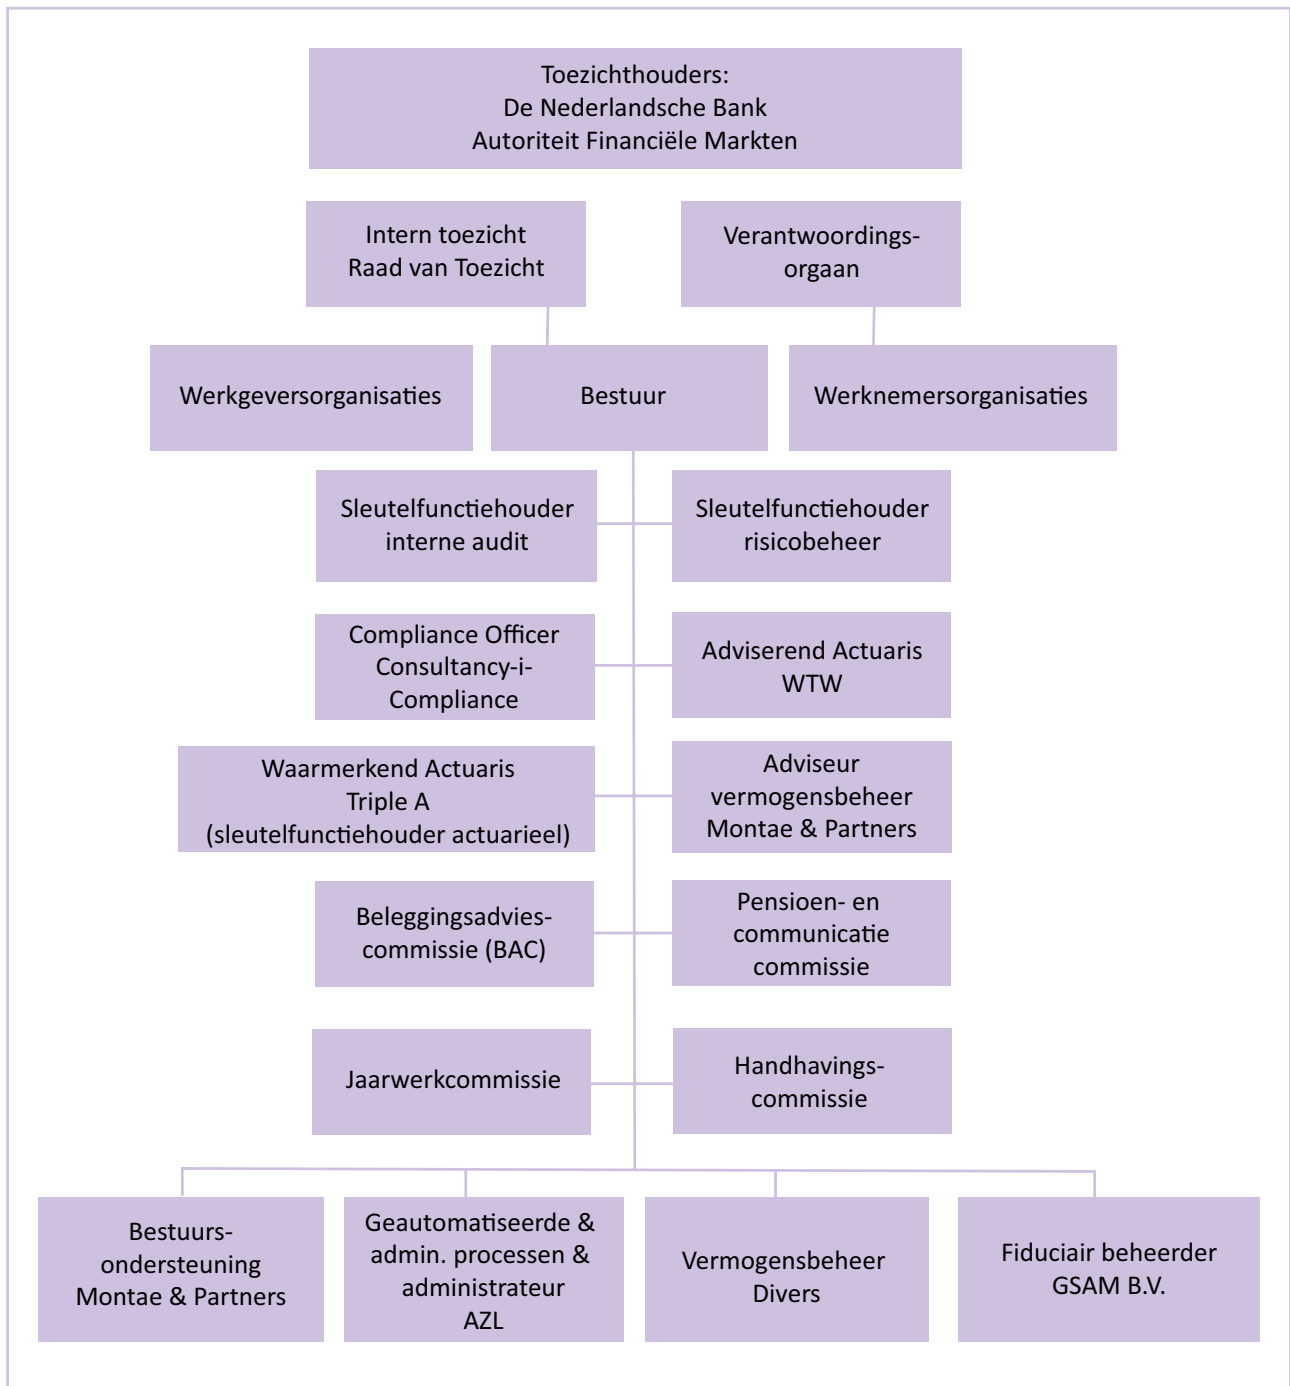 Toezichthouders:
De Nederlandsche Bank
Autoriteit Financiële Markten
Intern toezicht
Raad van Toezicht
Verantwoordings-
orgaan
Werkgeversorganisaties
Bestuur
Werknemersorganisaties
Sleutelfunctiehouder
interne audit
Sleutelfunctiehouder
risicobeheer
Compliance Officer
Consultancy-i-
Compliance
Adviserend Actuaris
WTW
Waarmerkend Actuaris
Triple A
(sleutelfunctiehouder actuarieel)
Adviseur
vermogensbeheer
Montae & Partners
Beleggingsadvies-
commissie (BAC)
Pensioen- en
communicatie
commissie
Jaarwerkcommissie
Handhavings-
commissie
Bestuurs-
ondersteuning
Montae & Partners
Geautomatiseerde &
admin. processen &
administrateur
AZL
Vermogensbeheer
Divers
Fiduciair beheerder
GSAM B.V.